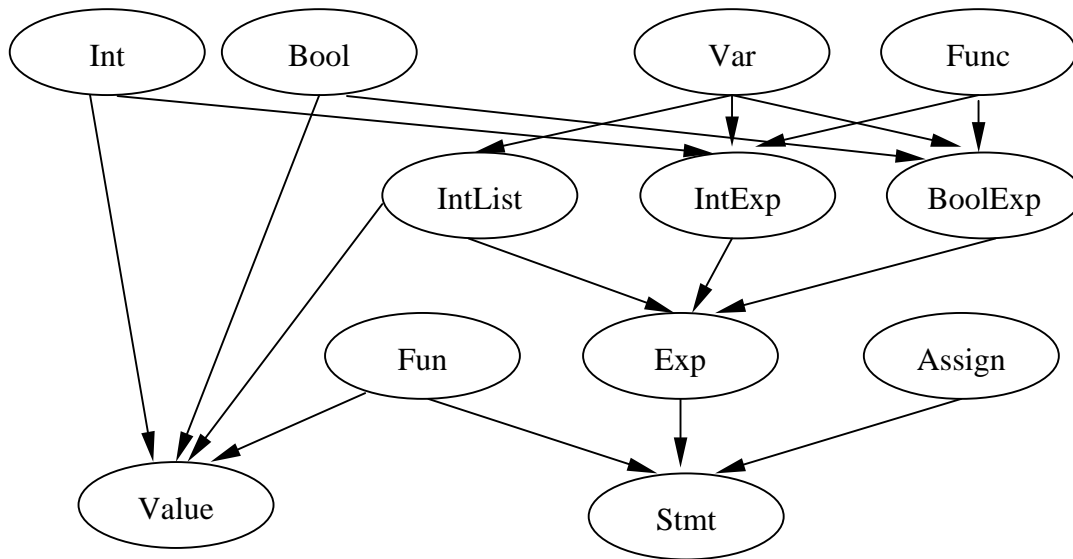 Int
Bool
Var
Func
IntList
IntExp
BoolExp
Fun
Exp
Assign
Value
Stmt